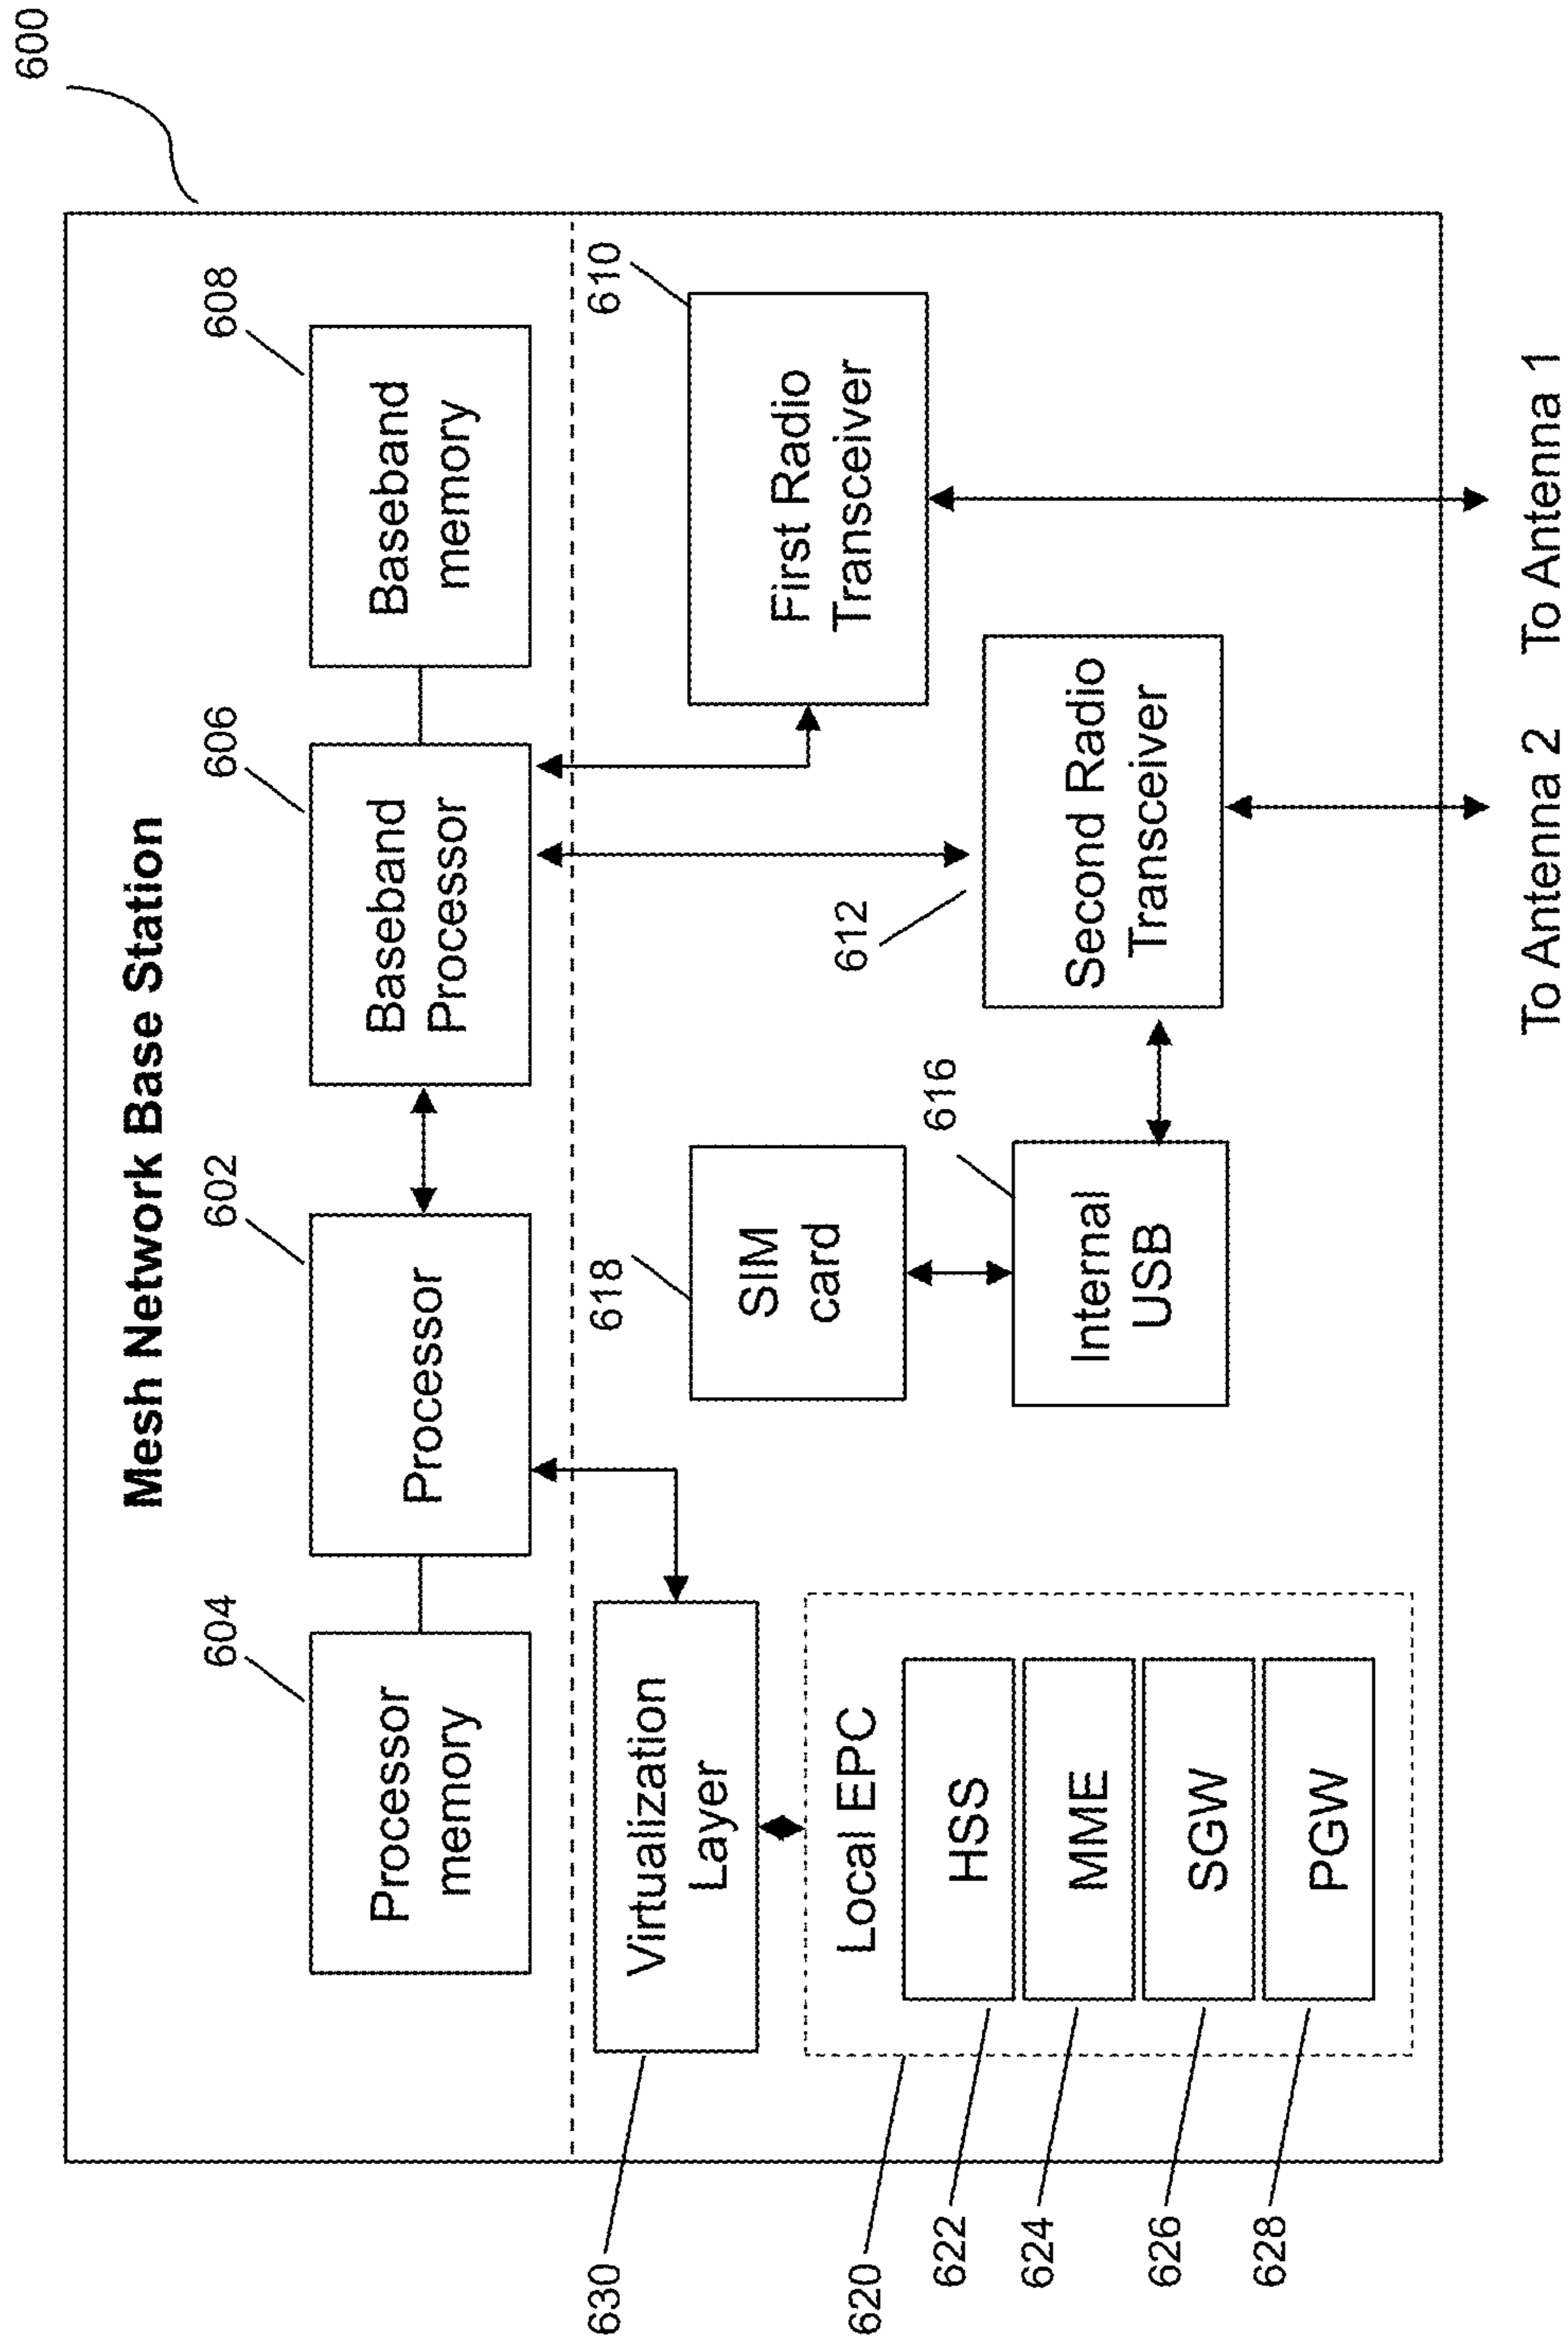 600
Mesh Network Base Station
604
602
606
608
Processor
memory
Processor
Baseband
Processor
Baseband
memory
630
Virtualization
Layer
618
SIM
card
612
610
First Radio
Transceiver
620
Local EPC
622
HSS
624
MME
626
SGW
628
PGW
616
Internal
USB
Second Radio
Transceiver
To Antenna 2
To Antenna 1